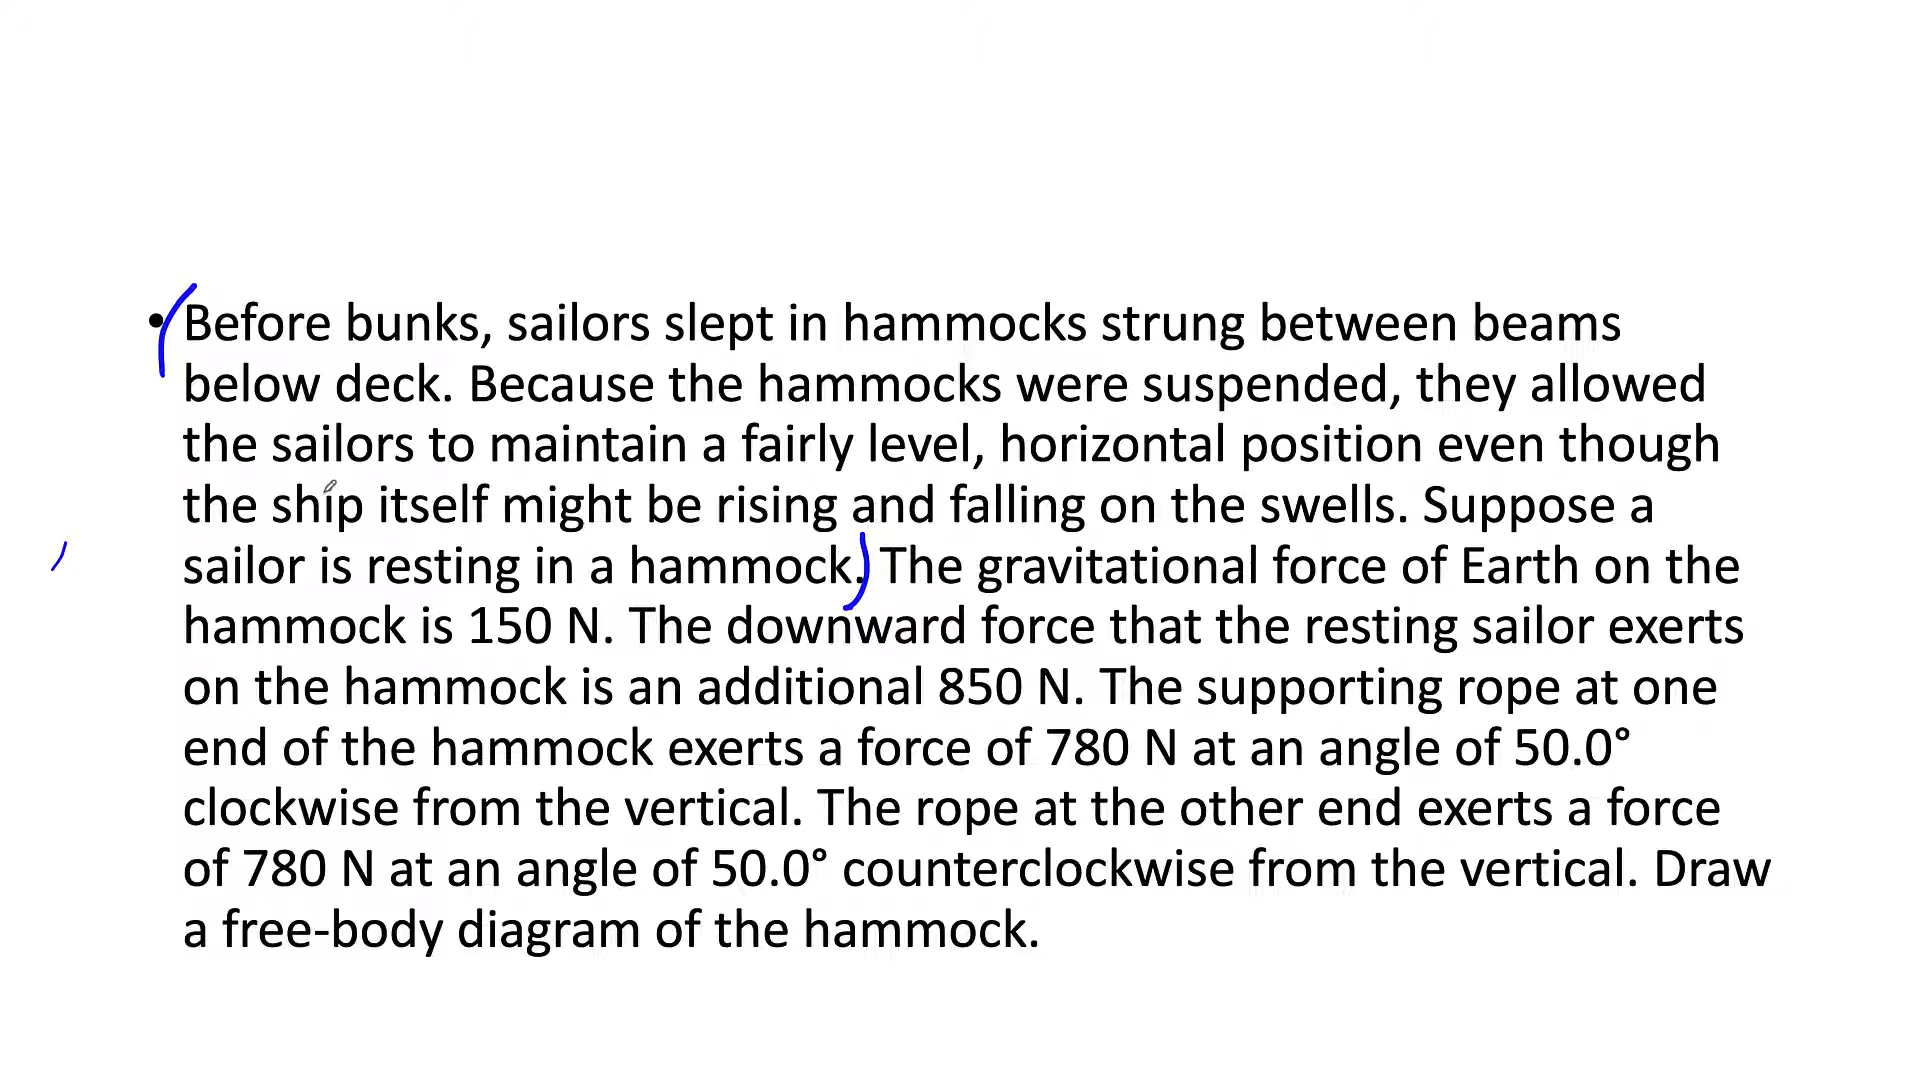 • Before bunks, sailors slept in hammocks strung between beams
below deck. Because the hammocks were suspended, they allowed
the sailors to maintain a fairly level, horizontal position even though
the ship itself might be rising and falling on the swells. Suppose a
sailor is resting in a hammock. The gravitational force of Earth on the
hammock is 150 N. The downward force that the resting sailor exerts
on the hammock is an additional 850 N. The supporting rope at one
end of the hammock exerts a force of 780 N at an angle of 50.0°
clockwise from the vertical. The rope at the other end exerts a force
of 780 N at an angle of 50.0° counterclockwise from the vertical. Draw
a free-body diagram of the hammock.